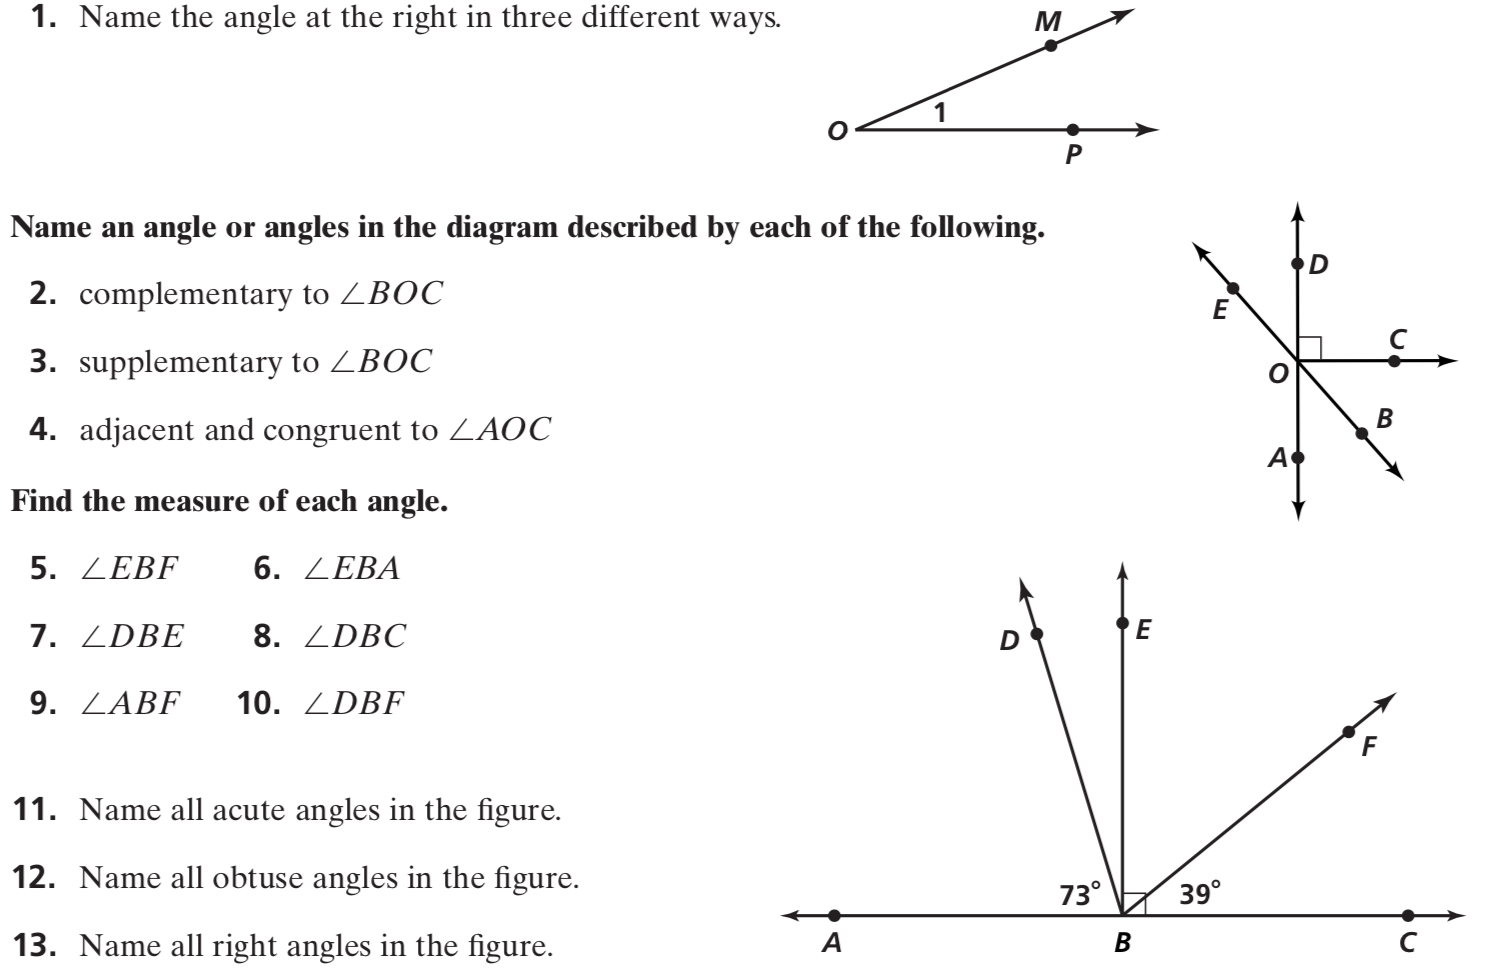 1. Name the angle at the right in three different ways.
M
1
O
P
Name an angle or angles in the diagram described by each of the following.
2. complementary to ∠BOC
3. supplementary to ∠BOC
4. adjacent and congruent to ∠AOC
D
E
C
O
B
A
Find the measure of each angle.
5. ∠EBF 6. ∠EBA
7. ∠DBE 8. ∠DBC
9. ∠ABF 10. ∠DBF
11. Name all acute angles in the figure.
12. Name all obtuse angles in the figure.
13. Name all right angles in the figure.
D
E
F
73° 39°
A B C